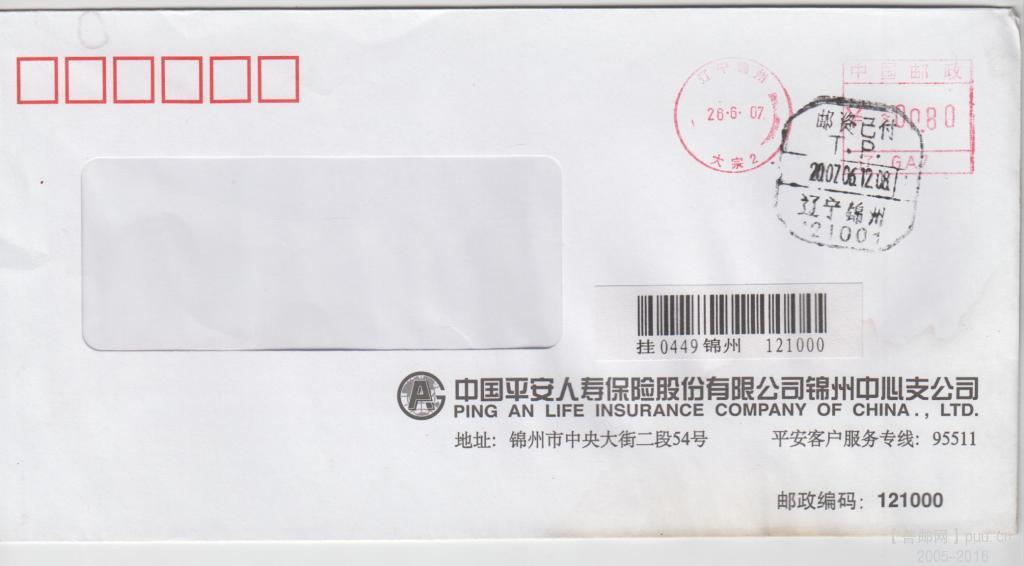 辽宁锦州
26·6·07
大宗2
中国邮政
0080
GA7
邮资已付
T.P.
2007.06.12.08
辽宁锦州
121001
挂 0449 锦州 121000
中国平安人寿保险股份有限公司锦州中心支公司
PING AN LIFE INSURANCE COMPANY OF CHINA., LTD.
地址: 锦州市中央大街二段54号 平安客户服务专线: 95511
邮政编码: 121000
【普邮网】puu.cn
2005-2016